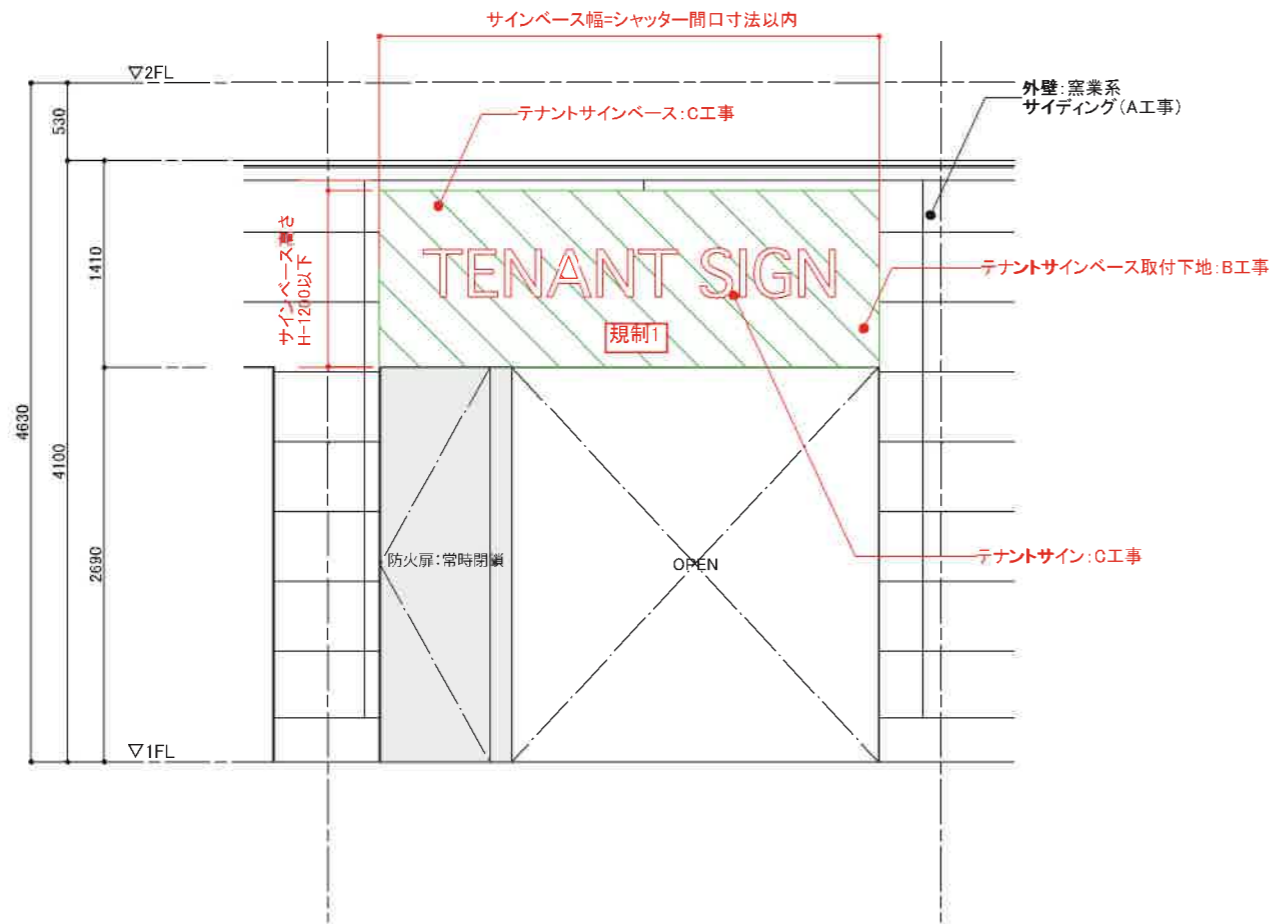 サインベース幅=シャッター間口寸法以内
▽2FL
外壁:窯業系
サイディング(A工事)
テナントサインベース:C工事
530
サインベース高さ
H-1200以下
1410
TENANT SIGN
規制1
テナントサインベース取付下地:B工事
4630
4100
2690
防火扉:常時閉鎖
OPEN
テナントサイン:C工事
▽1FL